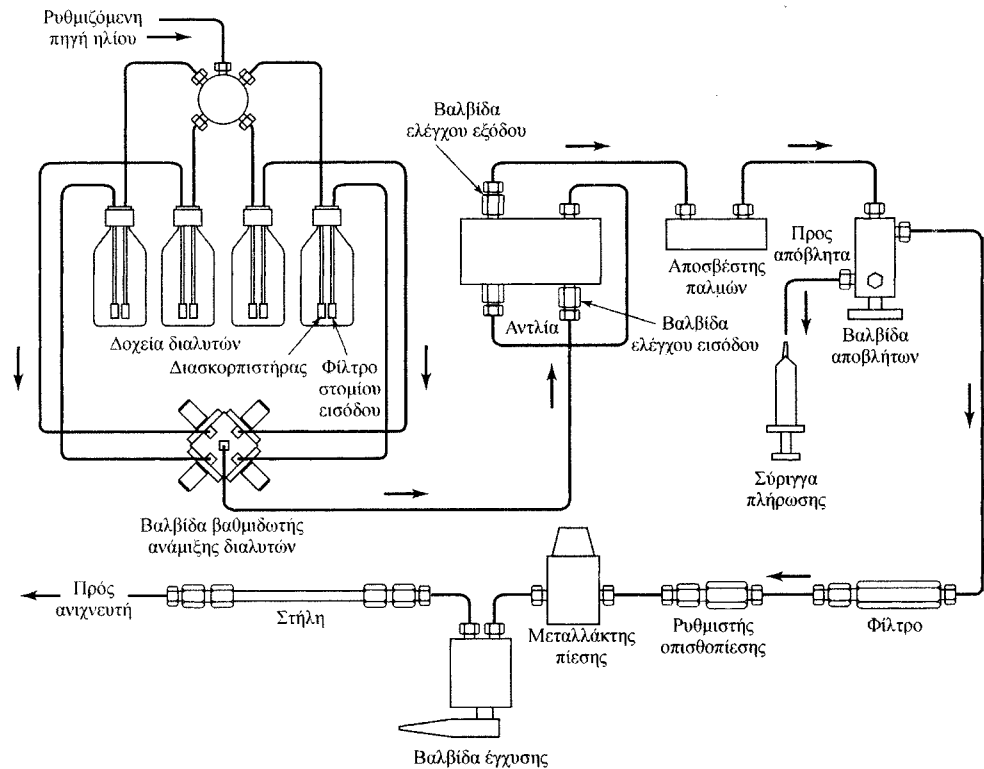 Ρυθμιζόμενη
πηγή ηλίου
Βαλβίδα
ελέγχου εξόδου
Αποσβέστης
παλμών
Προς
απόβλητα
Βαλβίδα
αποβλήτων
Αντλία
Βαλβίδα
ελέγχου εισόδου
Δοχεία διαλυτών
Διασκορπιστήρας
Φίλτρο
στομίου
εισόδου
Σύριγγα
πλήρωσης
Βαλβίδα βαθμιδωτής
ανάμιξης διαλυτών
Πρός
ανιχνευτή
Στήλη
Μεταλλάκτης
πίεσης
Ρυθμιστής
οπισθοπίεσης
Φίλτρο
Βαλβίδα έγχυσης